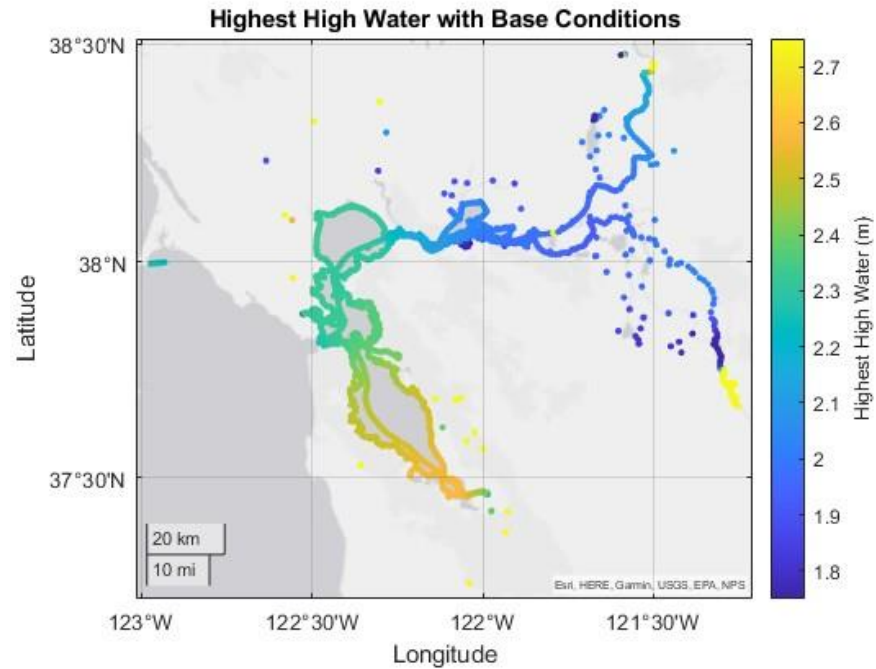 Highest High Water with Base Conditions
38°30'N
38°N
37°30'N
Latitude
20 km
10 mi
Esri, HERE, Garmin, USGS, EPA, NPS
123°W
122°30'W
122°W
121°30'W
Longitude
2.7
2.6
2.5
2.4
2.3
2.2
2.1
2
1.9
1.8
Highest High Water (m)